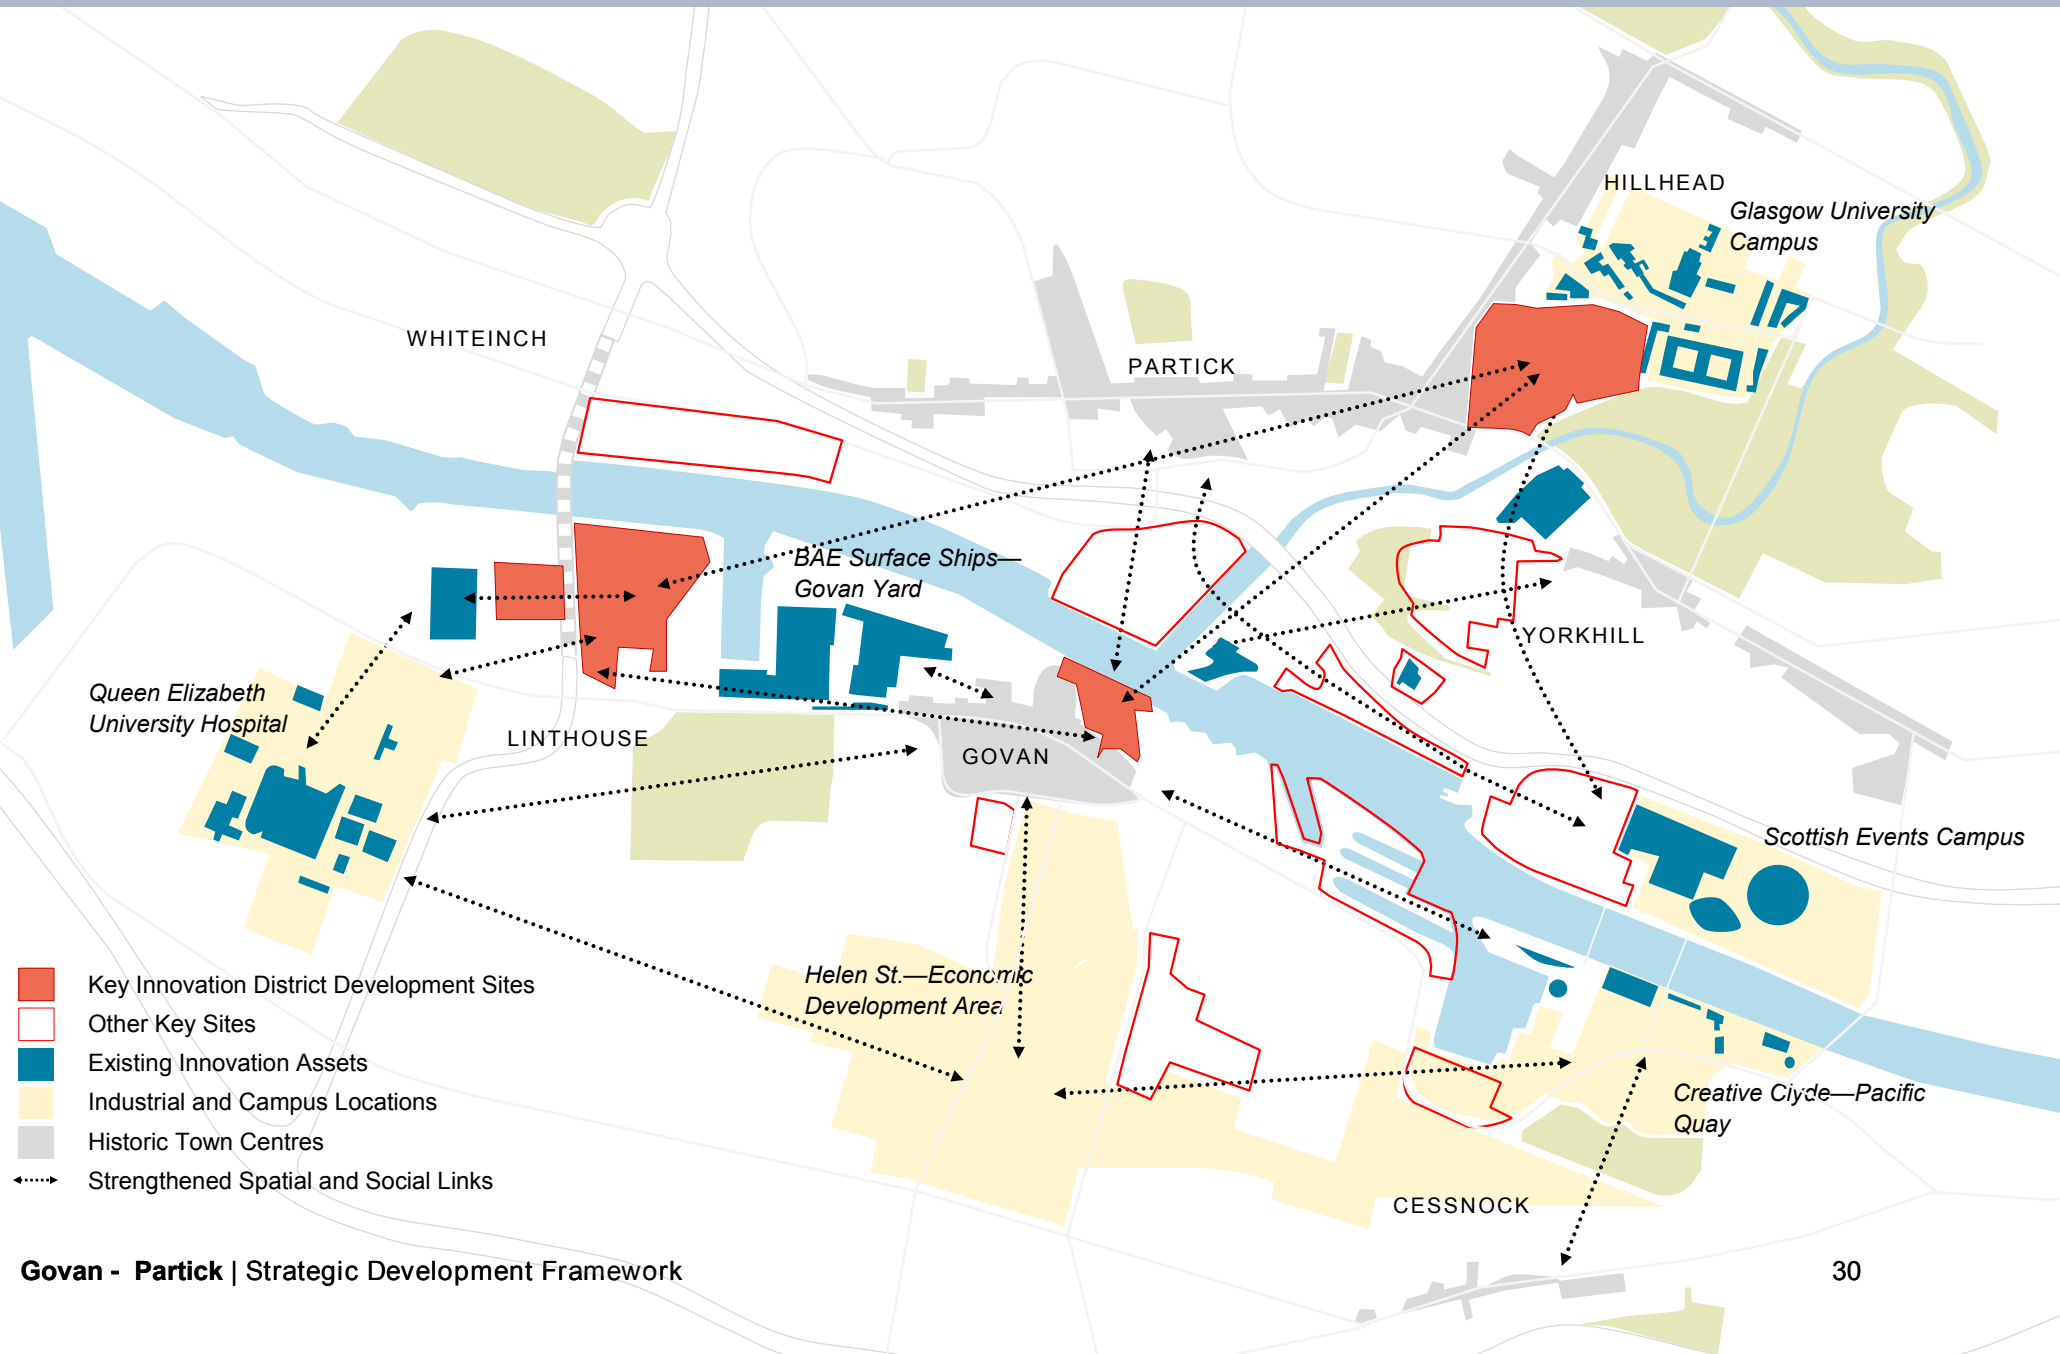 HILLHEAD
Glasgow University
Campus
WHITEINCH
PARTICK
BAE Surface Ships—
Govan Yard
YORKHILL
Queen Elizabeth
University Hospital
LINTHOUSE
GOVAN
Scottish Events Campus
Helen St.—Economic
Development Area
Creative Clyde—Pacific
Quay
CESSNOCK
Key Innovation District Development Sites
Other Key Sites
Existing Innovation Assets
Industrial and Campus Locations
Historic Town Centres
Strengthened Spatial and Social Links
Govan - Partick | Strategic Development Framework
30